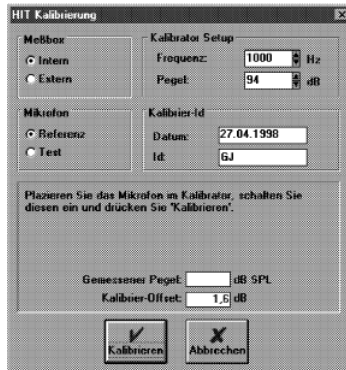 HIT Kalibrierung
Meßbox
Intern
Extern
Kalibrator Setup
Frequenz: 1000 Hz
Pegel: 94 dB
Mikrofon
Referenz
Test
Kalibrier-Id
Datum: 27.04.1998
Id: GJ
Plazieren Sie das Mikrofon im Kalibrator, schalten Sie
diesen ein und drücken Sie 'Kalibrieren'.
Gemessener Pegel: dB SPL
Kalibrier-Offset: 1,6 dB
Kalibrieren
Abbrechen